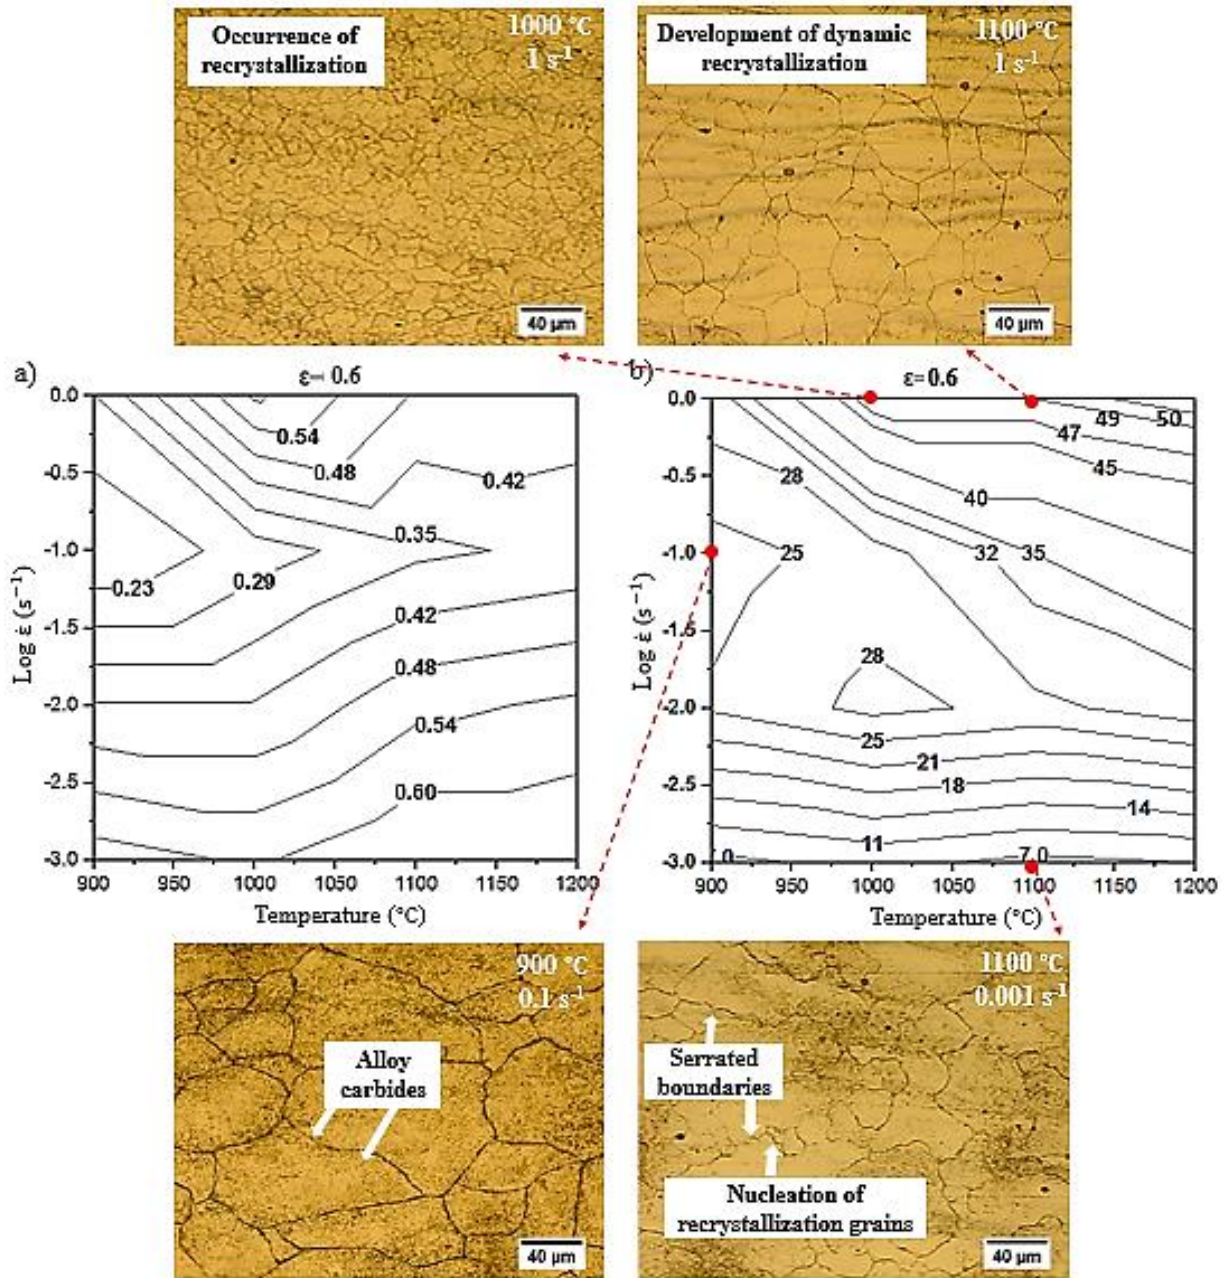 Occurrence of
recrystallization
1000 °C
1 s⁻¹
40 µm
Development of dynamic
recrystallization
1100 °C
1 s⁻¹
40 µm
a)
ε= 0.6
0.0
-0.5
-1.0
-1.5
-2.0
-2.5
-3.0
Log ε̇ (s⁻¹)
0.54
0.48
0.42
0.35
0.29
0.23
0.42
0.48
0.54
0.60
900 950 1000 1050 1100 1150 1200
Temperature (°C)
b)
ε=0.6
0.0
-0.5
-1.0
-1.5
-2.0
-2.5
-3.0
Log ε̇ (s⁻¹)
50
49
47
45
40
28
35
32
25
28
25
21
18
14
11
.0
7.0
900 950 1000 1050 1100 1150 1200
Temperature (°C)
900 °C
0.1 s⁻¹
Alloy
carbides
40 µm
1100 °C
0.001 s⁻¹
Serrated
boundaries
Nucleation of
recrystallization grains
40 µm